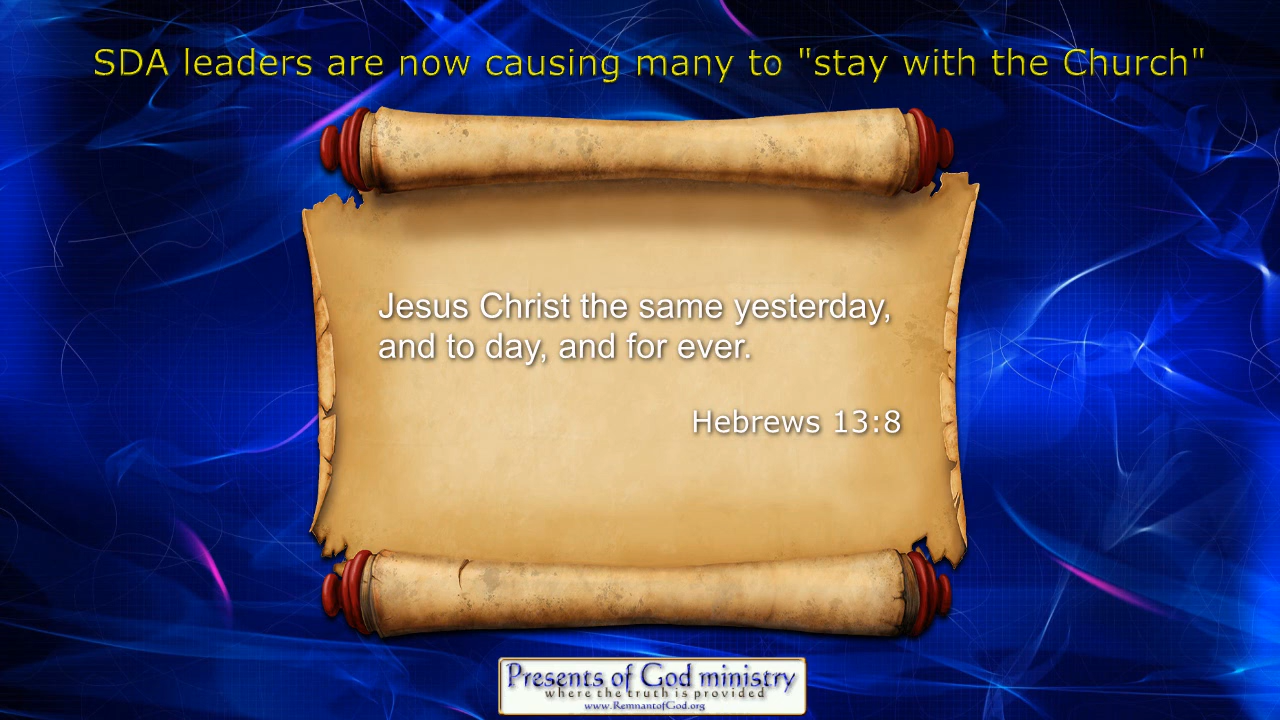 SDA leaders are now causing many to "stay with the Church"
Jesus Christ the same yesterday,
and to day, and for ever.
Hebrews 13:8
Presents of God ministry
where the truth is provided
www.RemnantofGod.org